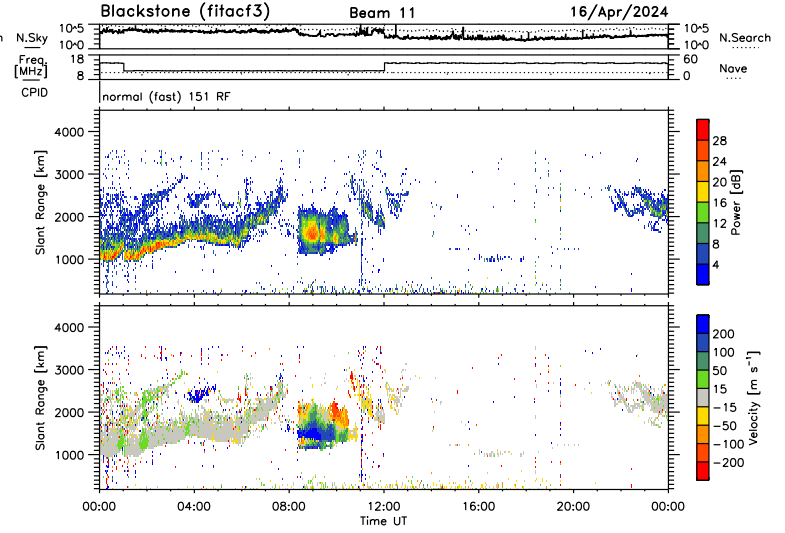 Blackstone (fitacf3)
Beam 11
16/Apr/2024
N.Sky
10^5
10^0
10^5
10^0
N.Search
Freq.
[MHz]
18
8
60
0
Nave
CPID
normal (fast) 151 RF
Slant Range [km]
4000
3000
2000
1000
28
24
20
16
12
8
4
Power [dB]
Slant Range [km]
4000
3000
2000
1000
200
100
50
15
-15
-50
-100
-200
Velocity [m s⁻¹]
00:00
04:00
08:00
12:00
16:00
20:00
00:00
Time UT